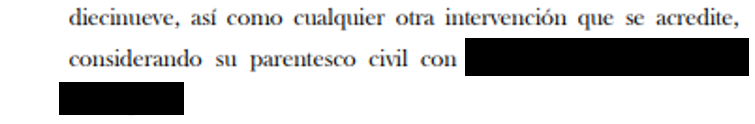 diecinueve, así como cualquier otra intervención que se acredite,
considerando su parentesco civil con